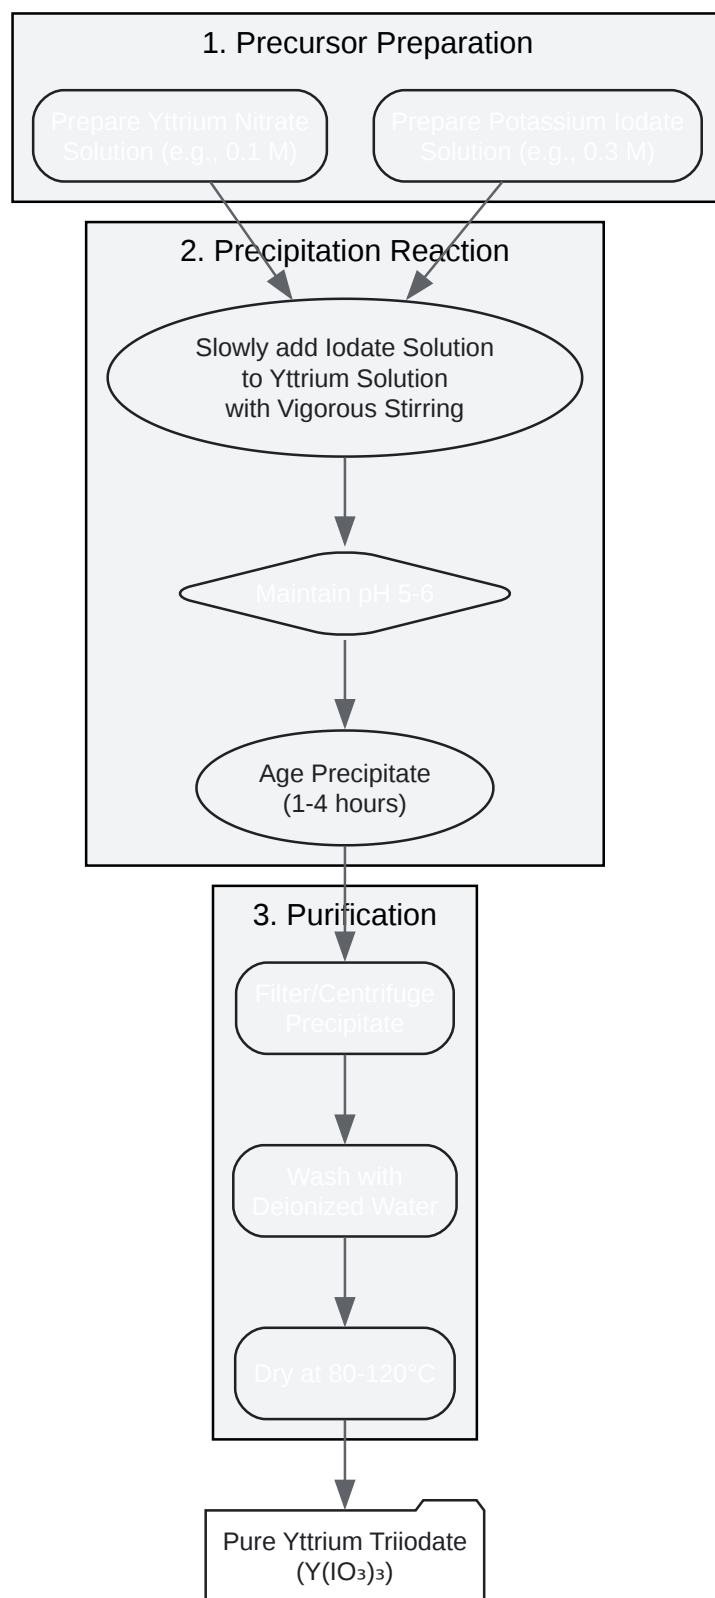 1. Precursor Preparation
Prepare Yttrium Nitrate
Solution (e.g., 0.1 M)
Prepare Potassium Iodate
Solution (e.g., 0.3 M)
2. Precipitation Reaction
Slowly add Iodate Solution
to Yttrium Solution
with Vigorous Stirring
Maintain pH 5-6
Age Precipitate
(1-4 hours)
3. Purification
Filter/Centrifuge
Precipitate
Wash with
Deionized Water
Dry at 80-120°C
Pure Yttrium Triiodate
(Y(IO₃)₃)